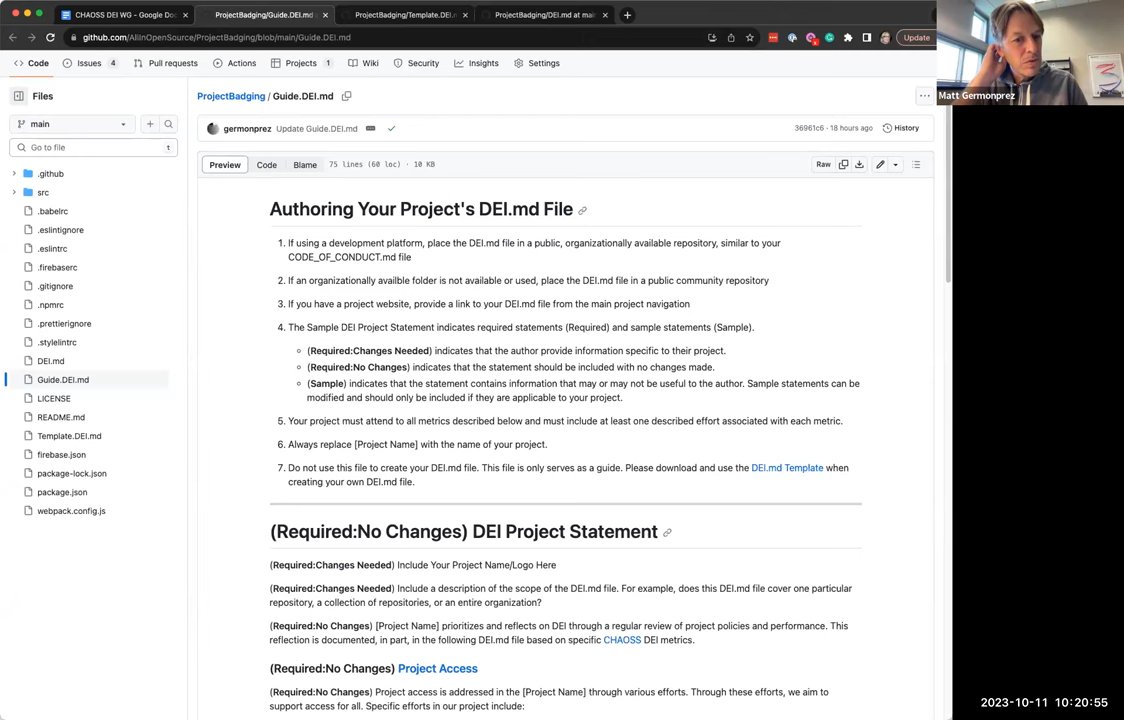 CHAOSS DEI WG - Google Doc
ProjectBadging/Guide.DEI.md
ProjectBadging/Template.DEI.m
ProjectBadging/DEI.md at main
github.com/AllInOpenSource/ProjectBadging/blob/main/Guide.DEI.md
Update
Code
Issues 4
Pull requests
Actions
Projects 1
Wiki
Security
Insights
Settings
Matt Germonprez
Files
ProjectBadging / Guide.DEI.md
main
germonprez Update Guide.DEI.md
36961c6 · 18 hours ago
History
Go to file
t
Preview
Code
Blame
75 lines (60 loc) · 10 KB
Raw
.github
src
.babelrc
.eslintignore
.eslintrc
.firebaserc
.gitignore
.npmrc
.prettierignore
.stylelintrc
DEI.md
Guide.DEI.md
LICENSE
README.md
Template.DEI.md
firebase.json
package-lock.json
package.json
webpack.config.js
Authoring Your Project's DEI.md File
1. If using a development platform, place the DEI.md file in a public, organizationally available repository, similar to your
CODE_OF_CONDUCT.md file
2. If an organizationally availble folder is not available or used, place the DEI.md file in a public community repository
3. If you have a project website, provide a link to your DEI.md file from the main project navigation
4. The Sample DEI Project Statement indicates required statements (Required) and sample statements (Sample).
(Required:Changes Needed) indicates that the author provide information specific to their project.
(Required:No Changes) indicates that the statement should be included with no changes made.
(Sample) indicates that the statement contains information that may or may not be useful to the author. Sample statements can be
modified and should only be included if they are applicable to your project.
5. Your project must attend to all metrics described below and must include at least one described effort associated with each metric.
6. Always replace [Project Name] with the name of your project.
7. Do not use this file to create your DEI.md file. This file is only serves as a guide. Please download and use the DEI.md Template when
creating your own DEI.md file.
(Required:No Changes) DEI Project Statement
(Required:Changes Needed) Include Your Project Name/Logo Here
(Required:Changes Needed) Include a description of the scope of the DEI.md file. For example, does this DEI.md file cover one particular
repository, a collection of repositories, or an entire organization?
(Required:No Changes) [Project Name] prioritizes and reflects on DEI through a regular review of project policies and performance. This
reflection is documented, in part, in the following DEI.md file based on specific CHAOSS DEI metrics.
(Required:No Changes) Project Access
(Required:No Changes) Project access is addressed in the [Project Name] through various efforts. Through these efforts, we aim to
support access for all. Specific efforts in our project include:
2023-10-11 10:20:55